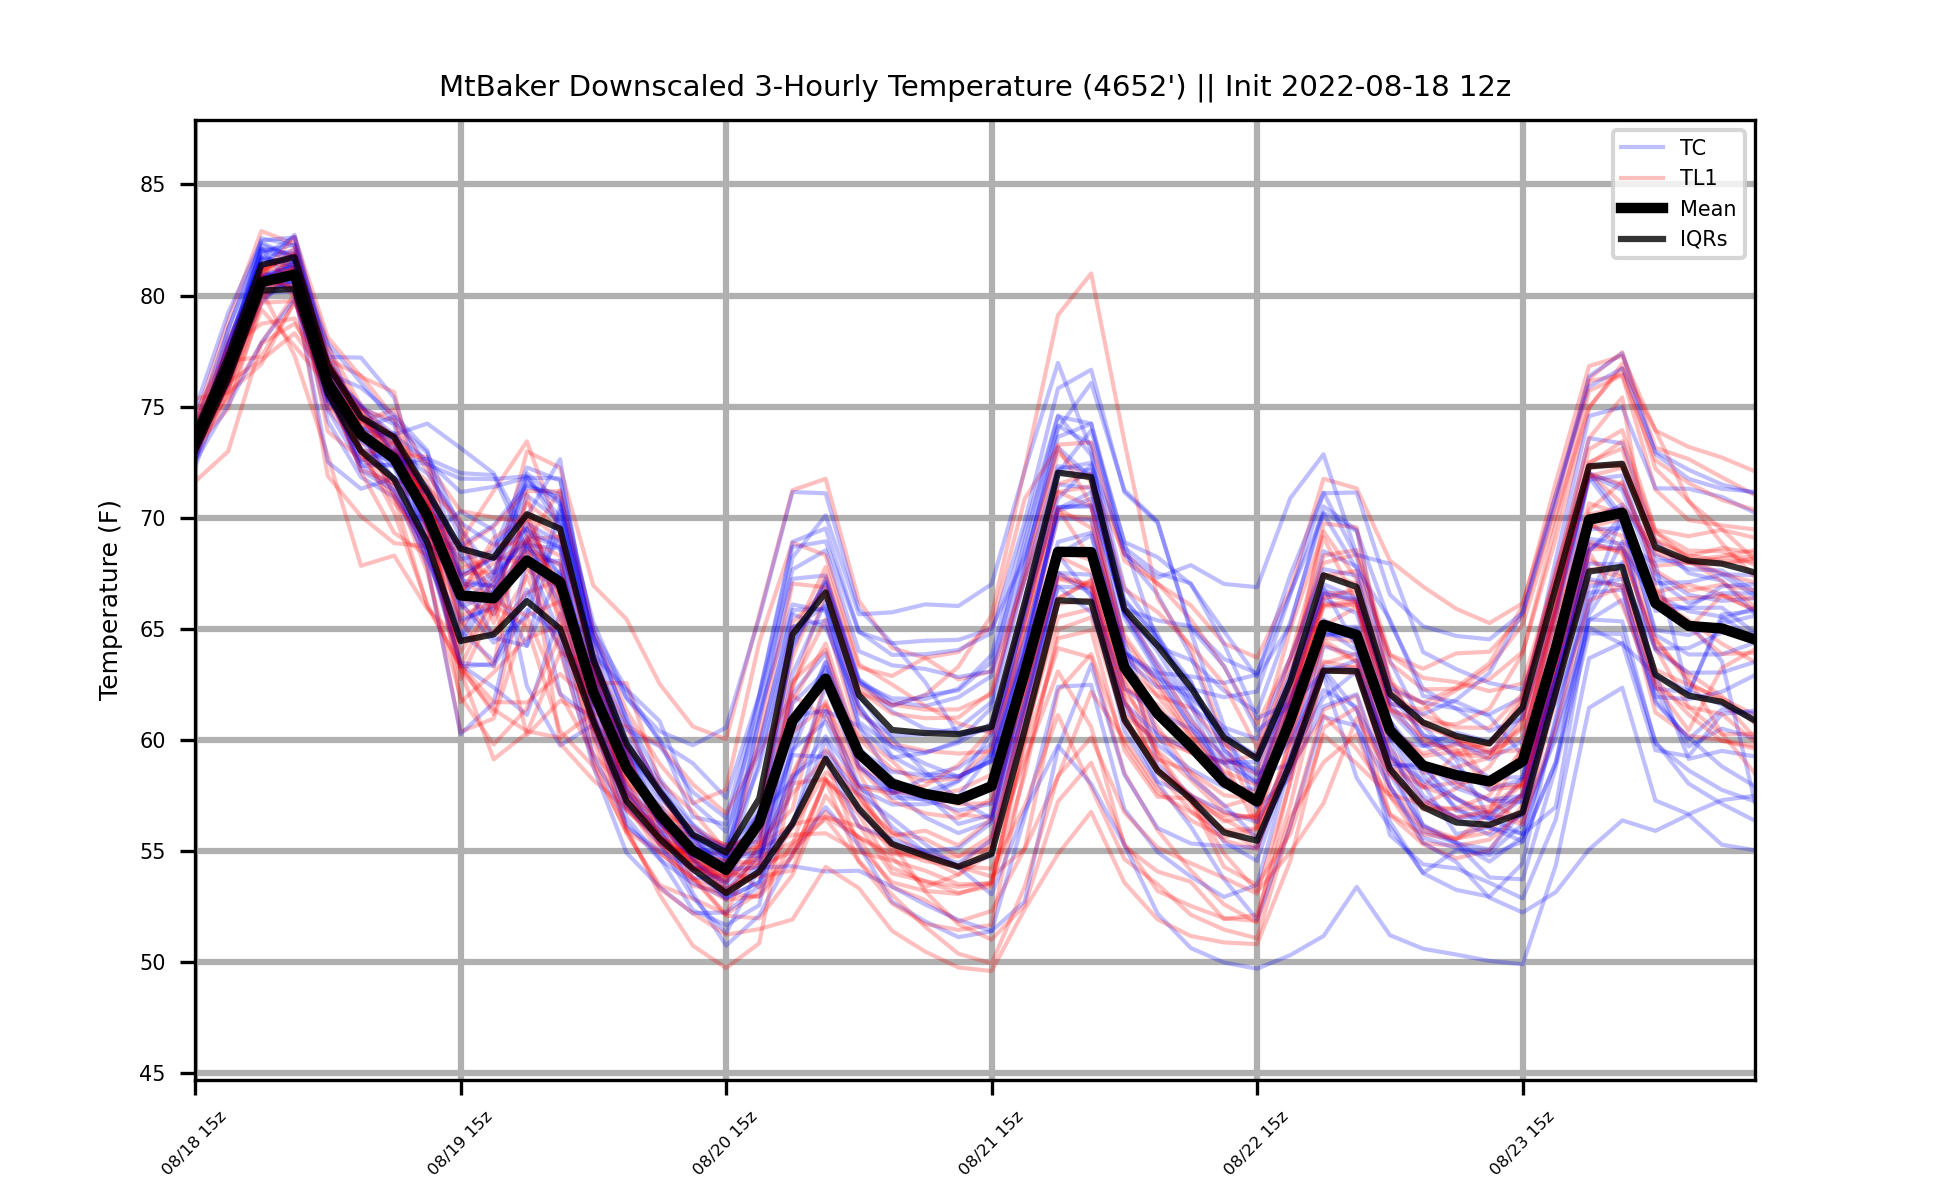 MtBaker Downscaled 3-Hourly Temperature (4652') || Init 2022-08-18 12z
TC
TL1
Mean
IQRs
Temperature (F)
85
80
75
70
65
60
55
50
45
08/18 15z
08/19 15z
08/20 15z
08/21 15z
08/22 15z
08/23 15z